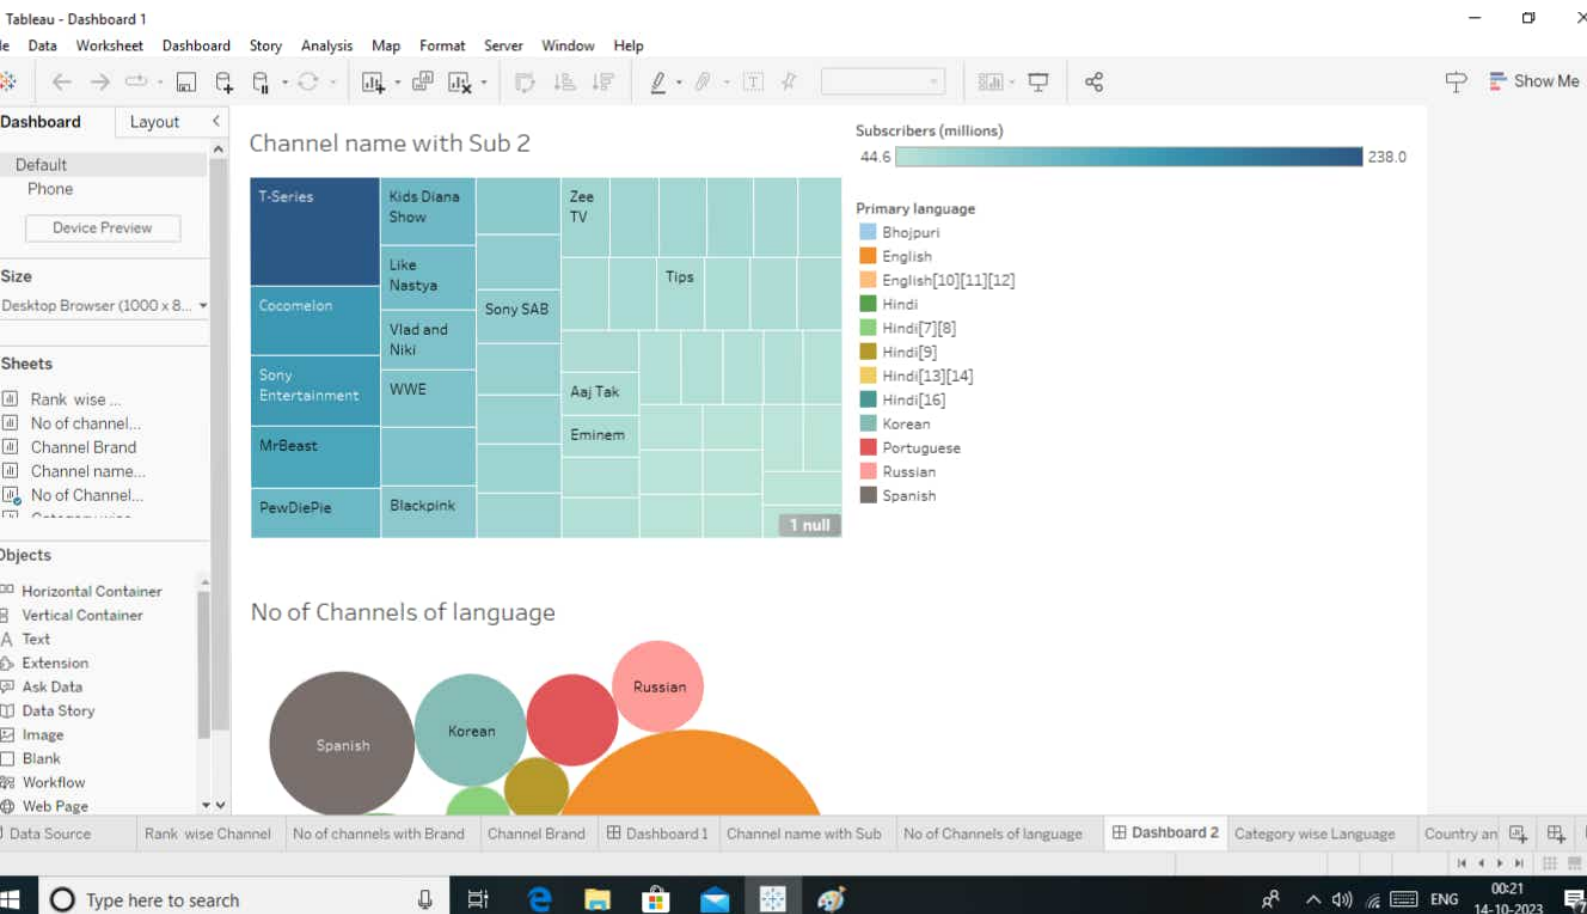 Tableau - Dashboard 1
Data Worksheet Dashboard Story Analysis Map Format Server Window Help
Show Me
Dashboard Layout
Default
Phone
Device Preview
Size
Desktop Browser (1000 x 8...
Sheets
Rank wise ...
No of channel...
Channel Brand
Channel name...
No of Channel...
Objects
Horizontal Container
Vertical Container
A Text
Extension
Ask Data
Data Story
Image
Blank
Workflow
Web Page
Channel name with Sub 2
T-Series
Cocomelon
Sony
Entertainment
MrBeast
PewDiePie
Kids Diana
Show
Like
Nastya
Vlad and
Niki
WWE
Blackpink
Sony SAB
Zee
TV
Tips
Aaj Tak
Eminem
1 null
Subscribers (millions)
44.6 238.0
Primary language
Bhojpuri
English
English[10][11][12]
Hindi
Hindi[7][8]
Hindi[9]
Hindi[13][14]
Hindi[16]
Korean
Portuguese
Russian
Spanish
No of Channels of language
Spanish
Korean
Russian
Data Source Rank wise Channel No of channels with Brand Channel Brand Dashboard 1 Channel name with Sub No of Channels of language Dashboard 2 Category wise Language Country an
Type here to search
ENG
00:21
14-10-2023